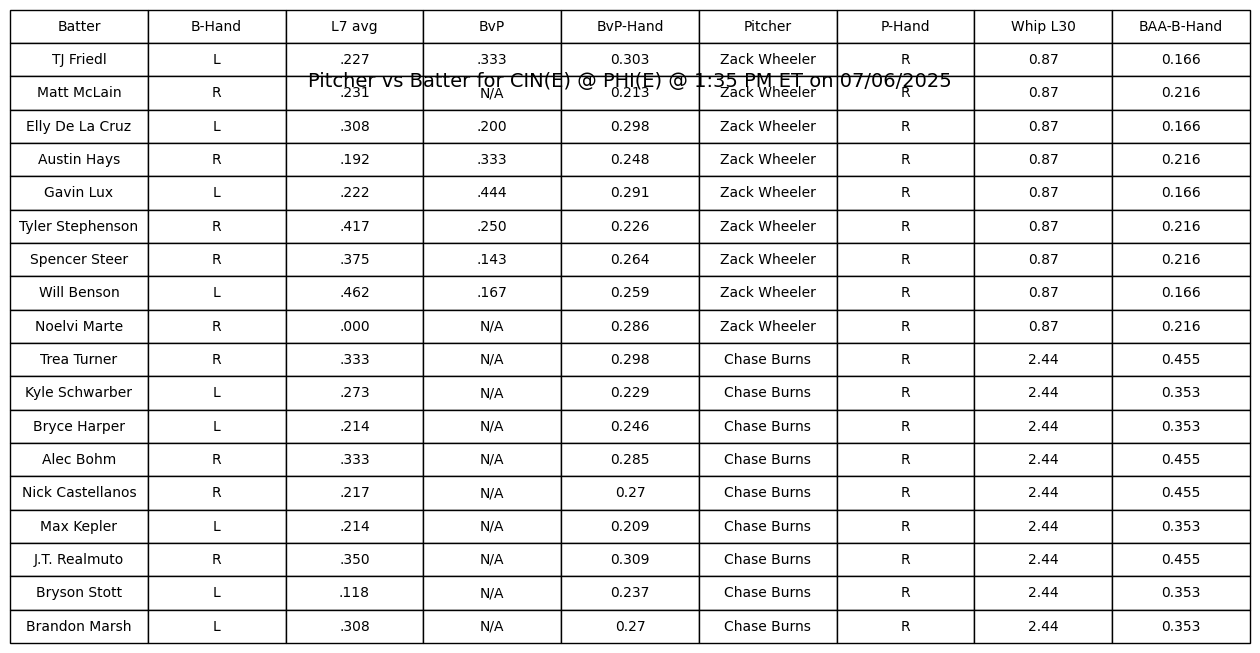 Batter B-Hand L7 avg BvP BvP-Hand Pitcher P-Hand Whip L30 BAA-B-Hand
TJ Friedl L .227 .333 0.303 Zack Wheeler R 0.87 0.166
Pitcher vs Batter for CIN(E) @ PHI(E) @ 1:35 PM ET on 07/06/2025
Matt McLain R .231 N/A 0.213 Zack Wheeler R 0.87 0.216
Elly De La Cruz L .308 .200 0.298 Zack Wheeler R 0.87 0.166
Austin Hays R .192 .333 0.248 Zack Wheeler R 0.87 0.216
Gavin Lux L .222 .444 0.291 Zack Wheeler R 0.87 0.166
Tyler Stephenson R .417 .250 0.226 Zack Wheeler R 0.87 0.216
Spencer Steer R .375 .143 0.264 Zack Wheeler R 0.87 0.216
Will Benson L .462 .167 0.259 Zack Wheeler R 0.87 0.166
Noelvi Marte R .000 N/A 0.286 Zack Wheeler R 0.87 0.216
Trea Turner R .333 N/A 0.298 Chase Burns R 2.44 0.455
Kyle Schwarber L .273 N/A 0.229 Chase Burns R 2.44 0.353
Bryce Harper L .214 N/A 0.246 Chase Burns R 2.44 0.353
Alec Bohm R .333 N/A 0.285 Chase Burns R 2.44 0.455
Nick Castellanos R .217 N/A 0.27 Chase Burns R 2.44 0.455
Max Kepler L .214 N/A 0.209 Chase Burns R 2.44 0.353
J.T. Realmuto R .350 N/A 0.309 Chase Burns R 2.44 0.455
Bryson Stott L .118 N/A 0.237 Chase Burns R 2.44 0.353
Brandon Marsh L .308 N/A 0.27 Chase Burns R 2.44 0.353